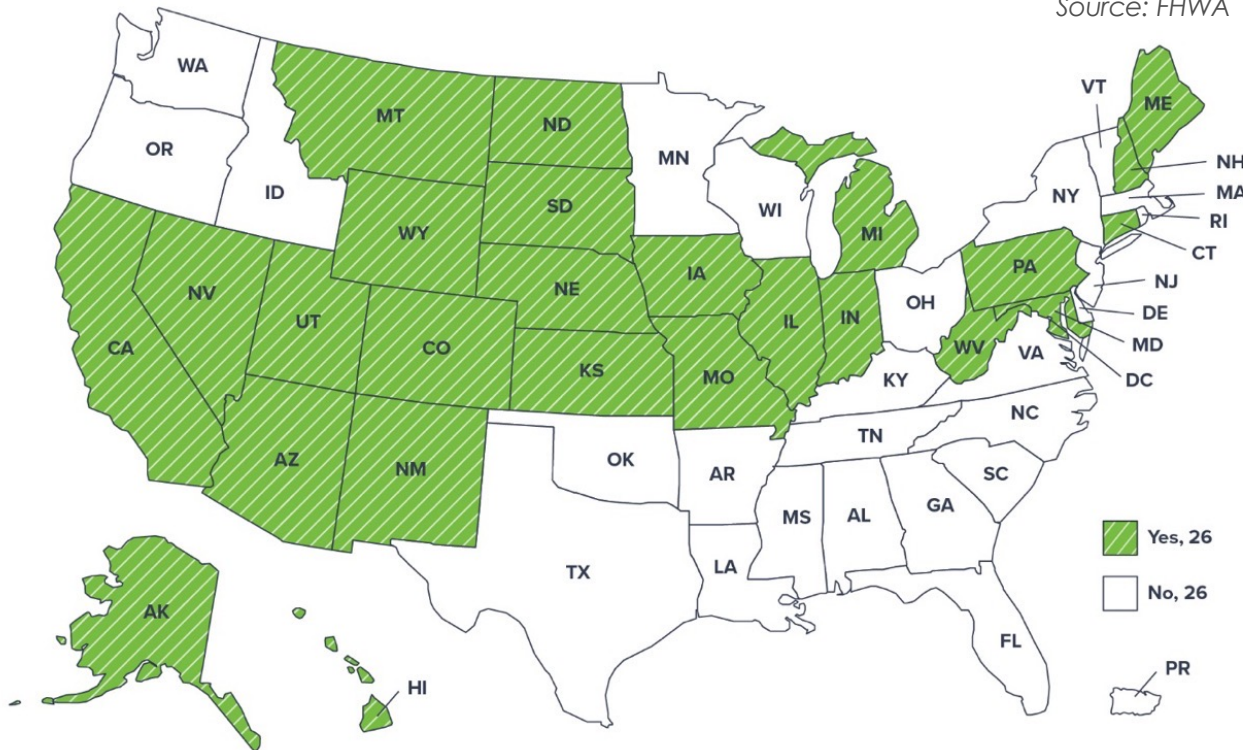 Source: FHWA
WA
MT
ND
MN
VT
ME
OR
ID
SD
WI
NY
NH
MA
WY
MI
RI
CT
IA
PA
NV
NE
OH
NJ
UT
IL
IN
DE
CA
CO
WV
VA
MD
KS
MO
KY
DC
NC
AZ
NM
OK
TN
AR
SC
MS
AL
GA
Yes, 26
TX
LA
No, 26
AK
FL
HI
PR